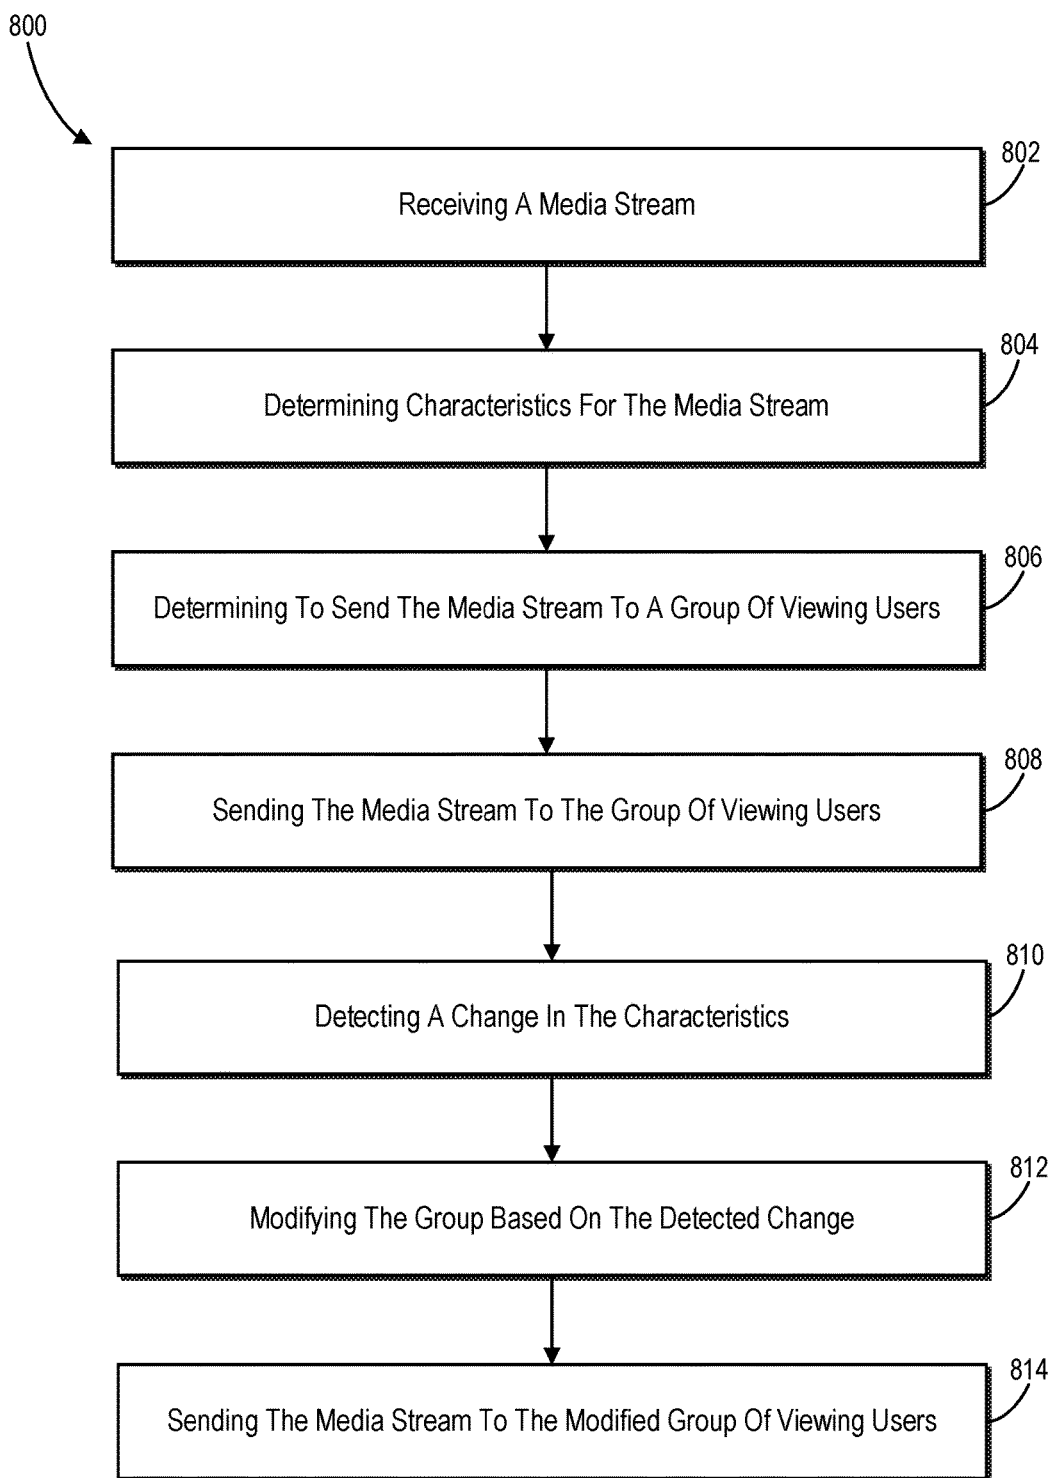 800
802
Receiving A Media Stream
804
Determining Characteristics For The Media Stream
806
Determining To Send The Media Stream To A Group Of Viewing Users
808
Sending The Media Stream To The Group Of Viewing Users
810
Detecting A Change In The Characteristics
812
Modifying The Group Based On The Detected Change
814
Sending The Media Stream To The Modified Group Of Viewing Users